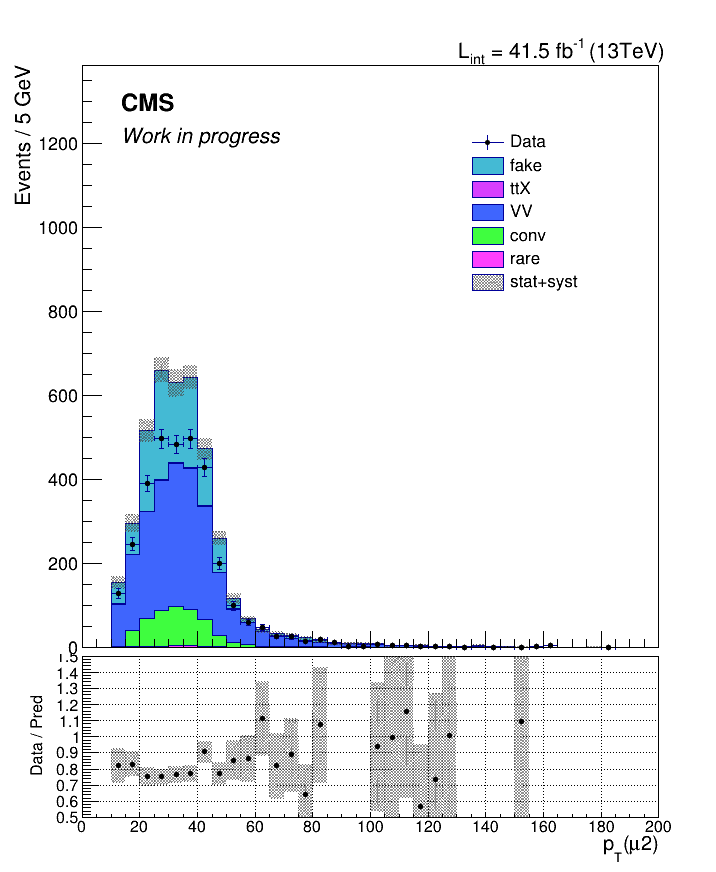 L_int = 41.5 fb^-1 (13TeV)
Events / 5 GeV
CMS
Work in progress
Data
fake
ttX
VV
conv
rare
stat+syst
1200
1000
800
600
400
200
0
Data / Pred
1.5
1.4
1.3
1.2
1.1
1
0.9
0.8
0.7
0.6
0.5
0 20 40 60 80 100 120 140 160 180 200
p_T(μ2)